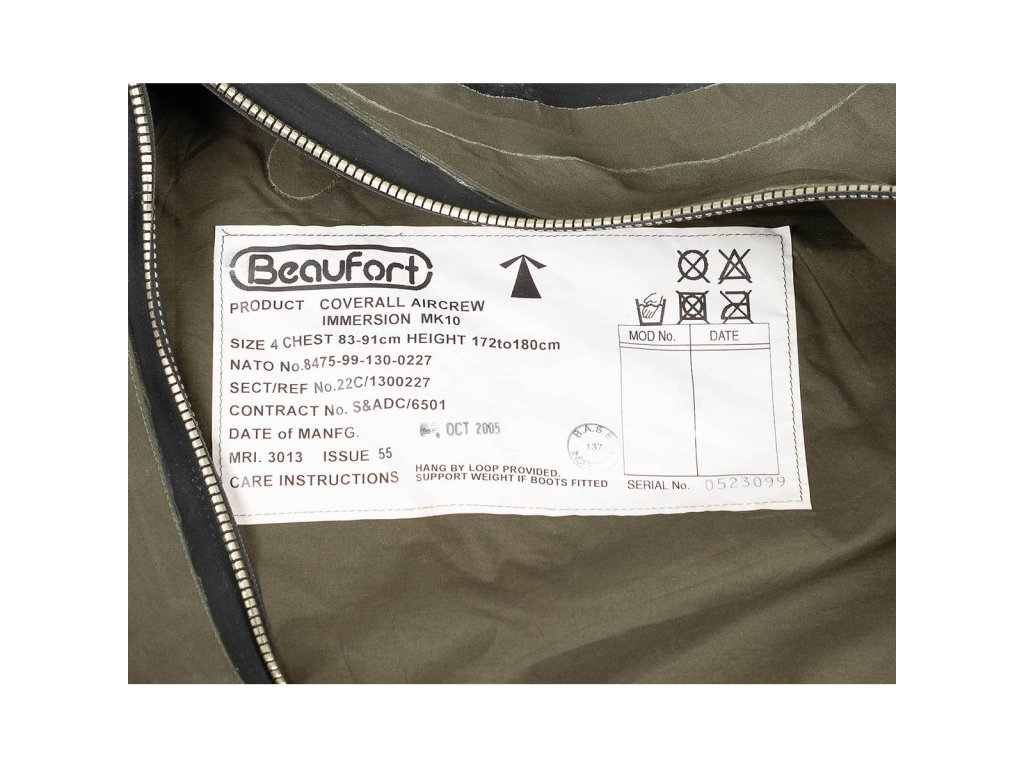 Beaufort
PRODUCT COVERALL AIRCREW
IMMERSION MK10
SIZE 4 CHEST 83-91cm HEIGHT 172to180cm
NATO No.8475-99-130-0227
SECT/REF No.22C/1300227
CONTRACT No. S&ADC/6501
DATE of MANFG. OCT 2005
MRI. 3013 ISSUE 55
CARE INSTRUCTIONS HANG BY LOOP PROVIDED.
SUPPORT WEIGHT IF BOOTS FITTED
B.A.S.E
137
MOD No. DATE
SERIAL No. 0523099